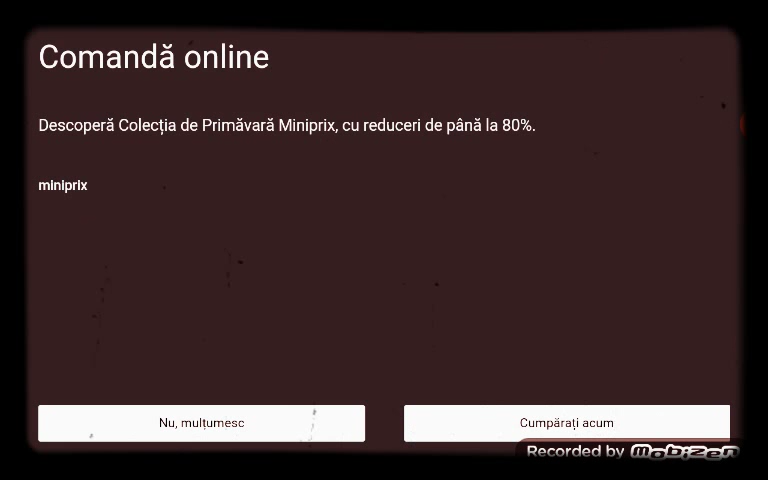 Comandă online
Descoperă Colecția de Primăvară Miniprix, cu reduceri de până la 80%.
miniprix
Nu, mulțumesc
Cumpărați acum
Recorded by Mobizen